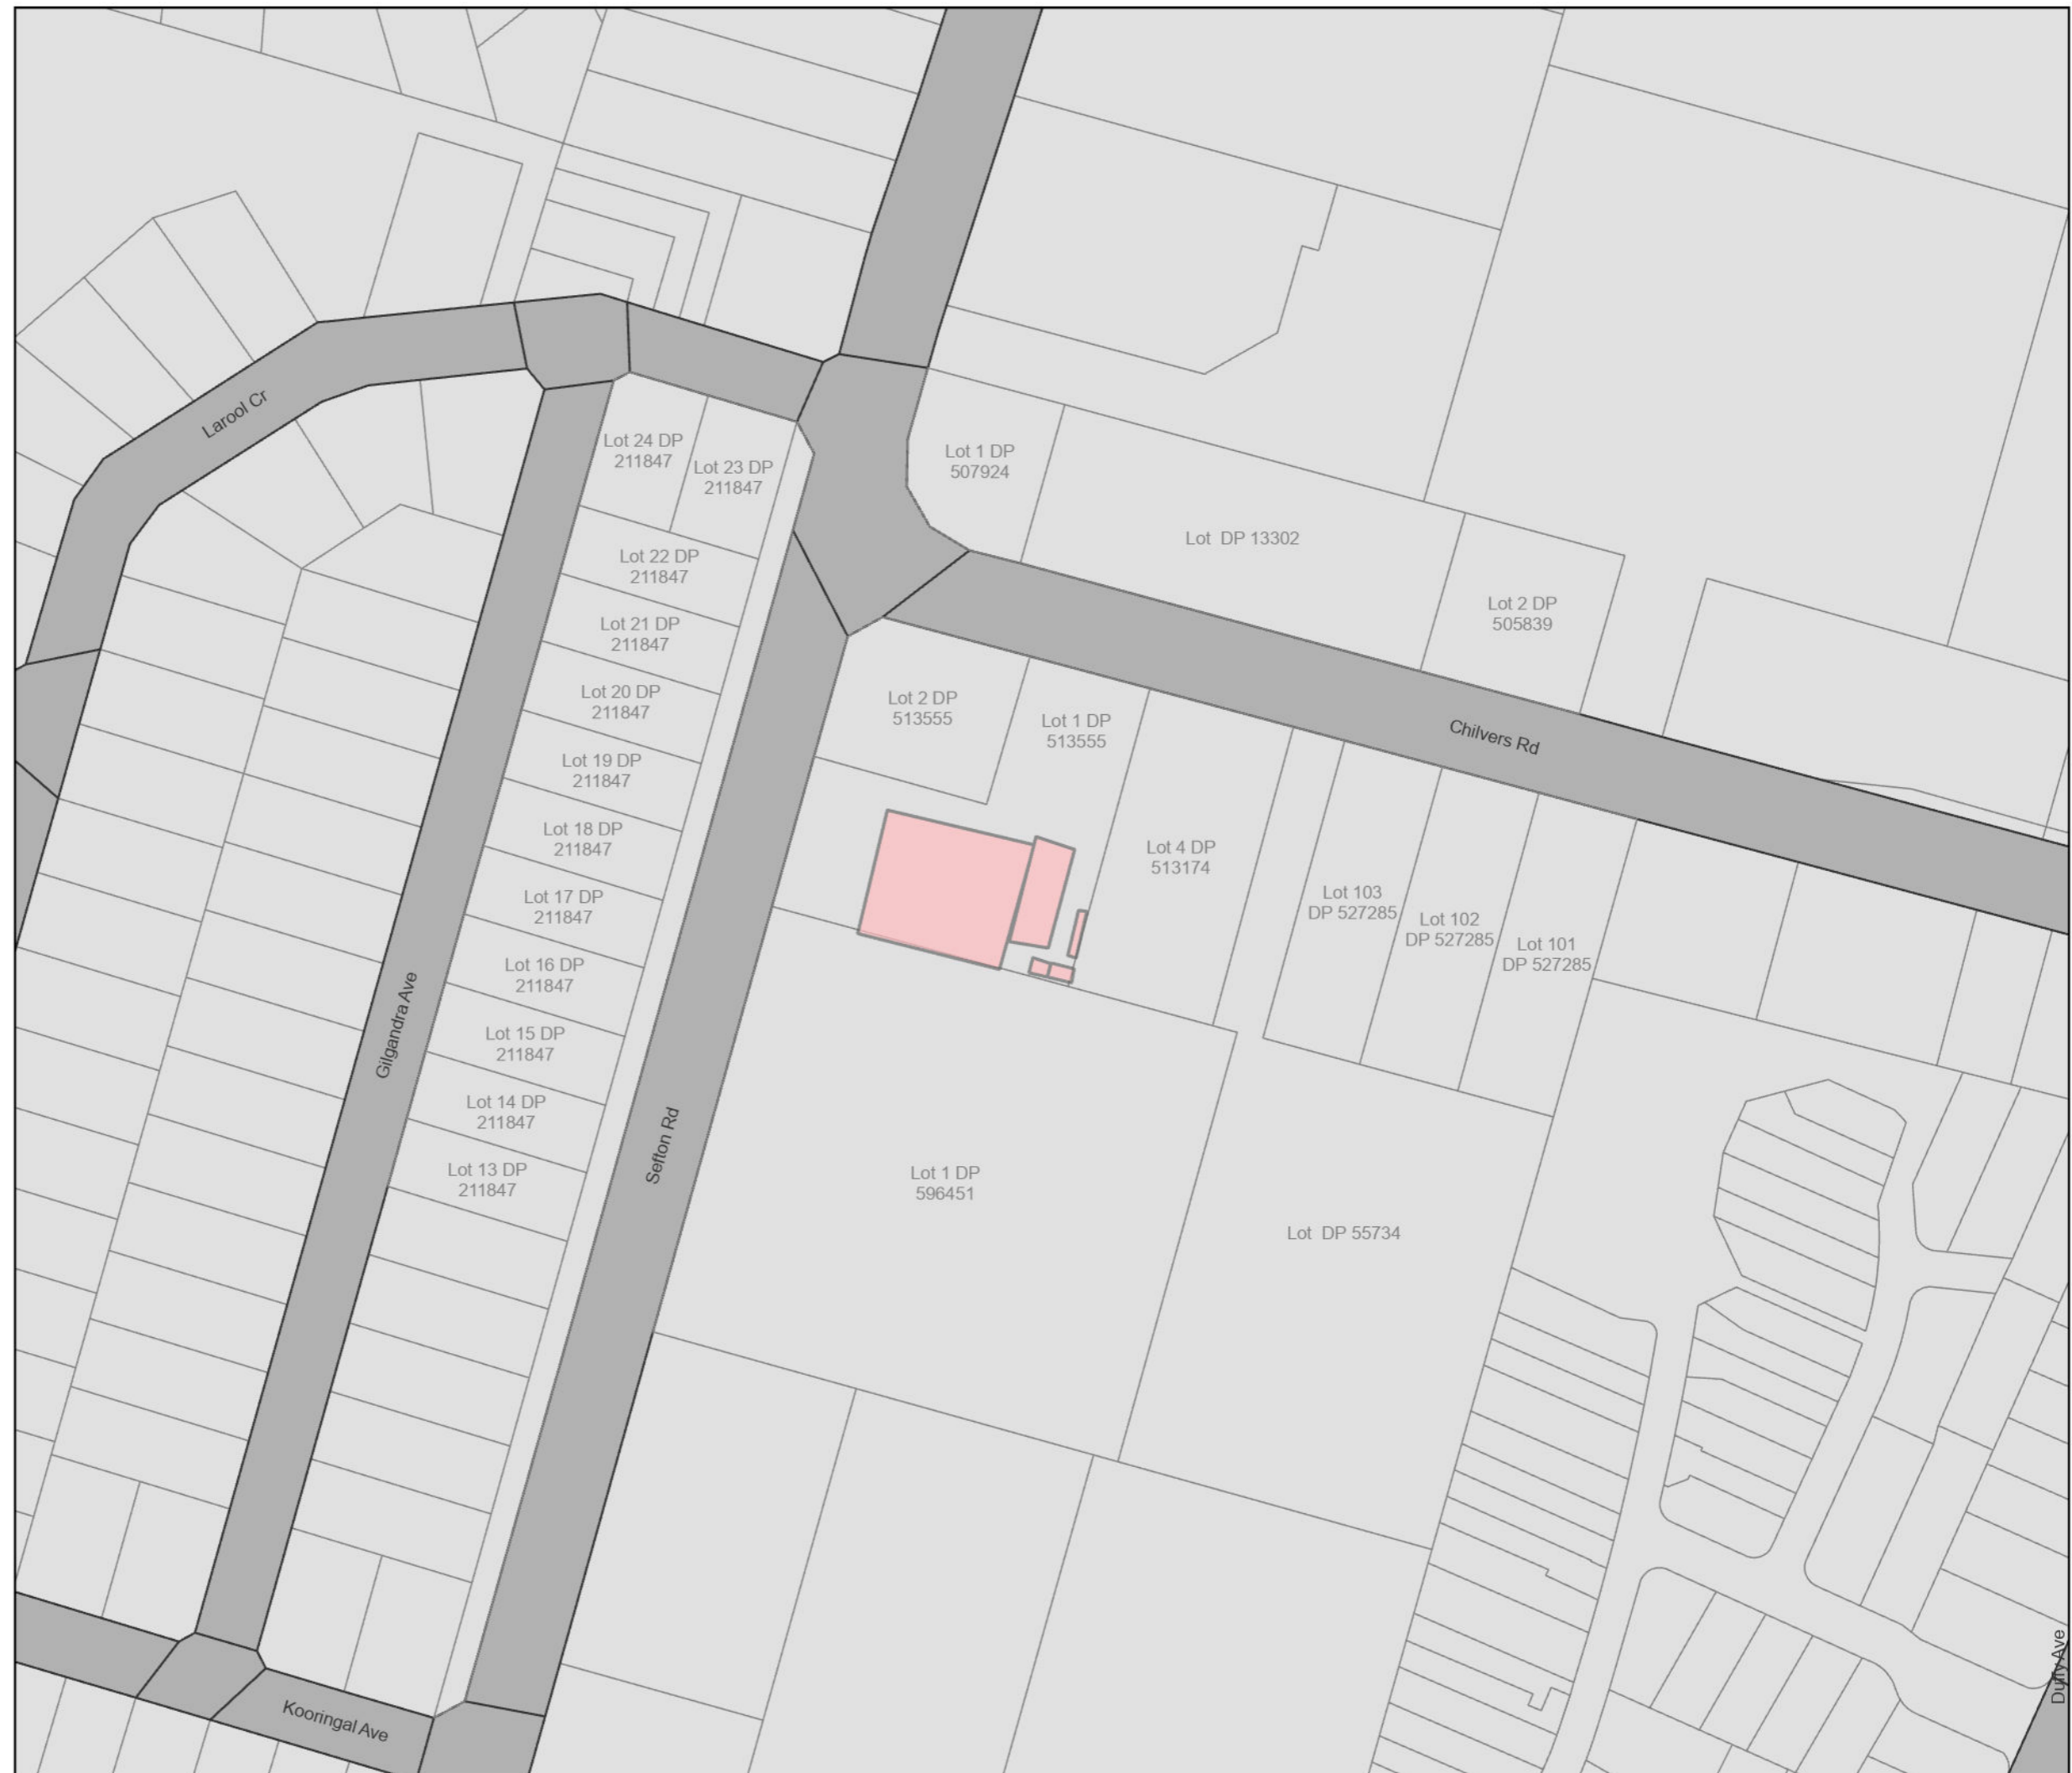 Larool Cr
Lot 24 DP
211847
Lot 23 DP
211847
Lot 1 DP
507924
Lot DP 13302
Lot 22 DP
211847
Lot 21 DP
211847
Lot 2 DP
505839
Lot 20 DP
211847
Lot 2 DP
513555
Lot 1 DP
513555
Chilvers Rd
Lot 19 DP
211847
Lot 18 DP
211847
Lot 4 DP
513174
Lot 17 DP
211847
Lot 103
DP 527285
Lot 102
DP 527285
Lot 101
DP 527285
Lot 16 DP
211847
Gilgandra Ave
Lot 15 DP
211847
Lot 14 DP
211847
Sefton Rd
Lot 13 DP
211847
Lot 1 DP
596451
Lot DP 55734
Duffy Ave
Kooringal Ave